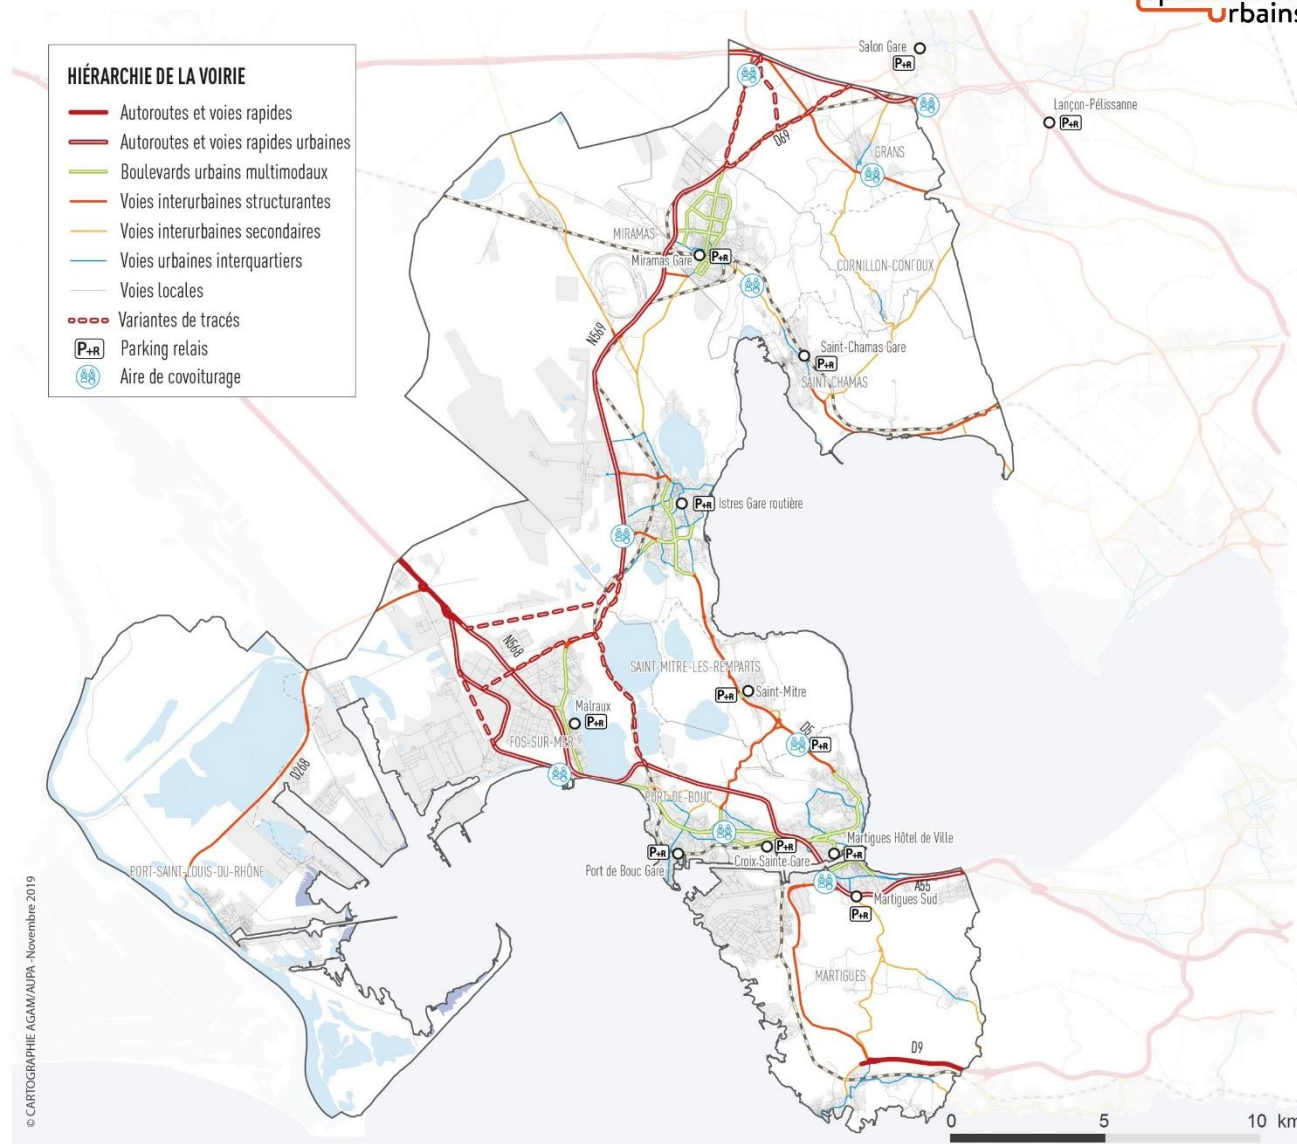 urbains
HIÉRARCHIE DE LA VOIRIE
Autoroutes et voies rapides
Autoroutes et voies rapides urbaines
Boulevards urbains multimodaux
Voies interurbaines structurantes
Voies interurbaines secondaires
Voies urbaines interquartiers
Voies locales
Variantes de tracés
P+R Parking relais
Aire de covoiturage
Salon Gare
P+R
Lançon-Pélissanne
P+R
D69
GRANS
MIRAMAS
Miramas Gare P+R
CORNILLON-CONFOUX
N569
Saint-Chamas Gare
P+R
SAINT-CHAMAS
P+R Istres Gare routière
N568
SAINT-MITRE-LES-REMPARTS
P+R Saint-Mitre
Malraux
P+R
D5
P+R
FOS-SUR-MER
D268
PORT-DE-BOUC
Martigues Hôtel de Ville
P+R
P+R
P+R
Croix-Sainte Gare
Port de Bouc Gare
PORT-SAINT-LOUIS-DU-RHÔNE
A55
Martigues Sud
P+R
MARTIGUES
D9
0 5 10 km
© CARTOGRAPHIE AGAM/AUPA - Novembre 2019